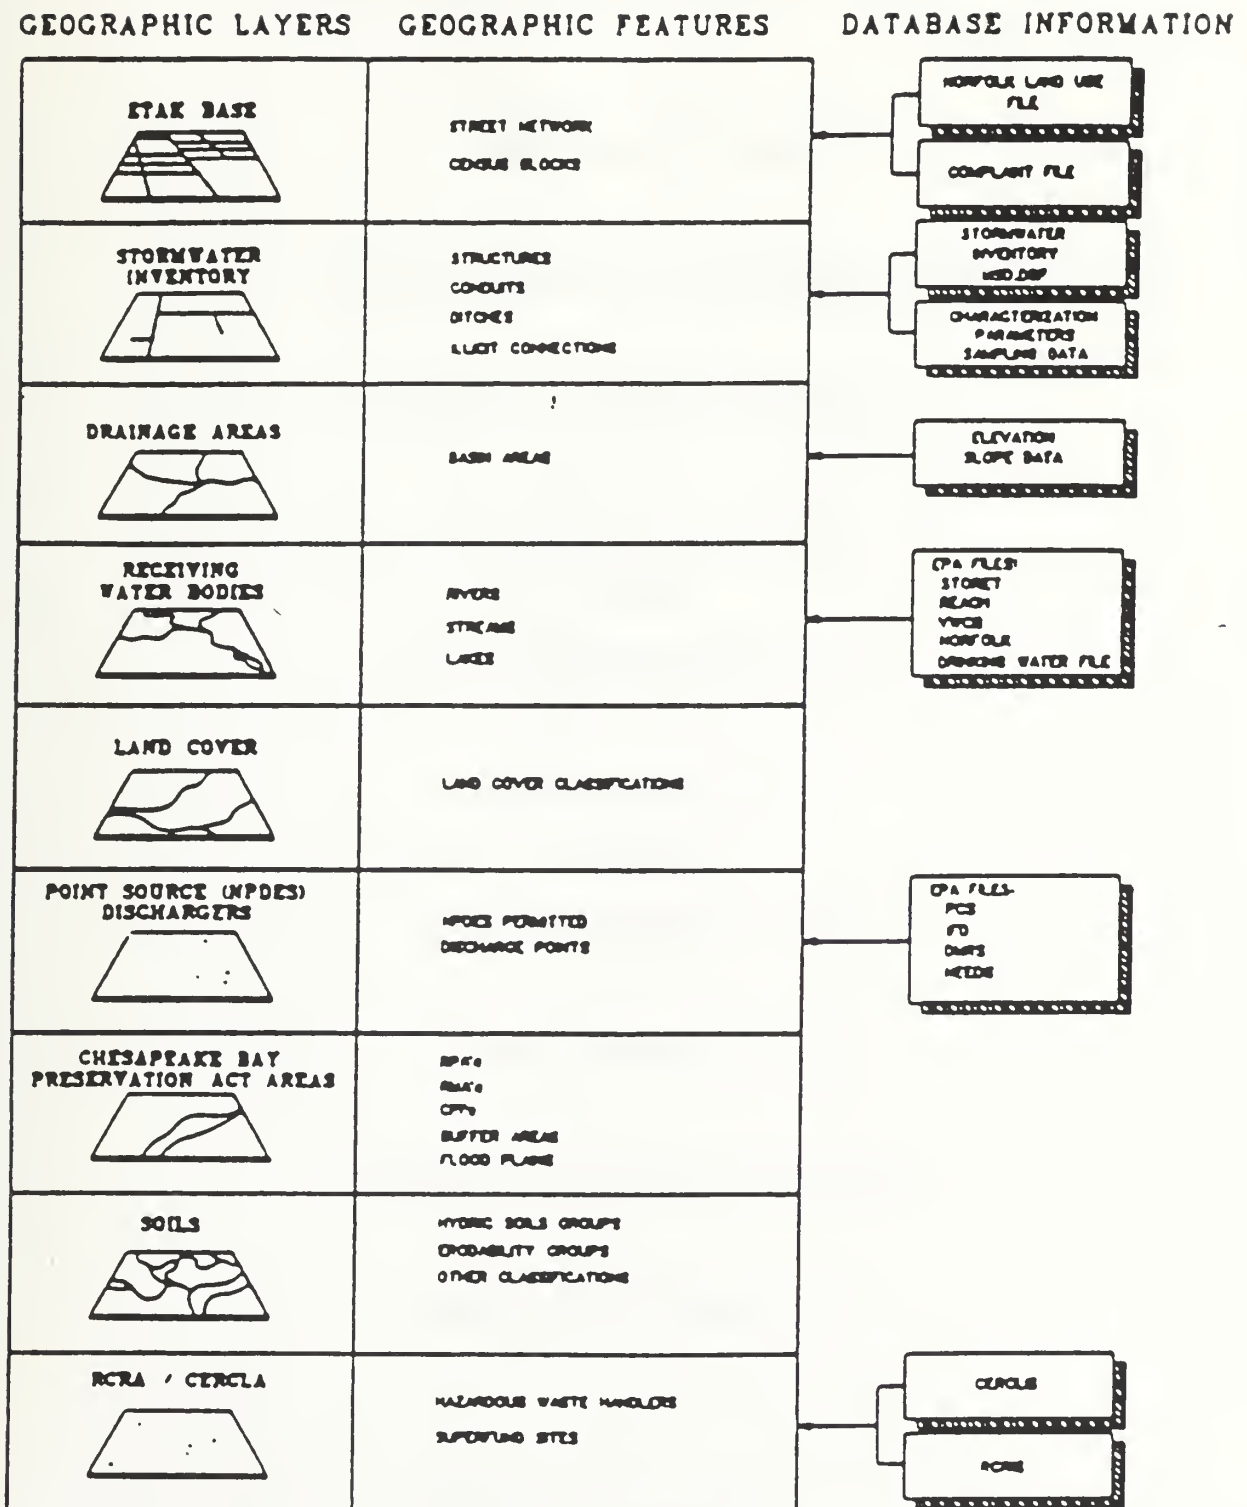 GEOGRAPHIC LAYERS GEOGRAPHIC FEATURES DATABASE INFORMATION
ETAK BASE
STREET NETWORK
CENSUS BLOCKS
NORFOLK LAND USE
FILE
COMPLAINT FILE
STORMWATER
INVENTORY
STRUCTURES
CONDUITS
DITCHES
ILLICIT CONNECTIONS
STORMWATER
INVENTORY
CHARACTERIZATION
PARAMETERS
SAMPLING DATA
DRAINAGE AREAS
BASIN AREAS
ELEVATION
SLOPE DATA
RECEIVING
WATER BODIES
RIVERS
STREAMS
LAKES
EPA FILES:
STORET
REACH
NORFOLK
DRINKING WATER FILE
LAND COVER
LAND COVER CLASSIFICATIONS
POINT SOURCE (NPDES)
DISCHARGERS
NPDES PERMITTED
DISCHARGE POINTS
EPA FILES-
PCS
IFD
DMRS
NEEDS
CHESAPEAKE BAY
PRESERVATION ACT AREAS
RPA's
RMA's
BUFFER AREAS
FLOOD PLAINS
SOILS
HYDRIC SOILS GROUPS
ERODABILITY GROUPS
OTHER CLASSIFICATIONS
RCRA / CERCLA
HAZARDOUS WASTE HANDLERS
SUPERFUND SITES
CERCLIS
RCRIS